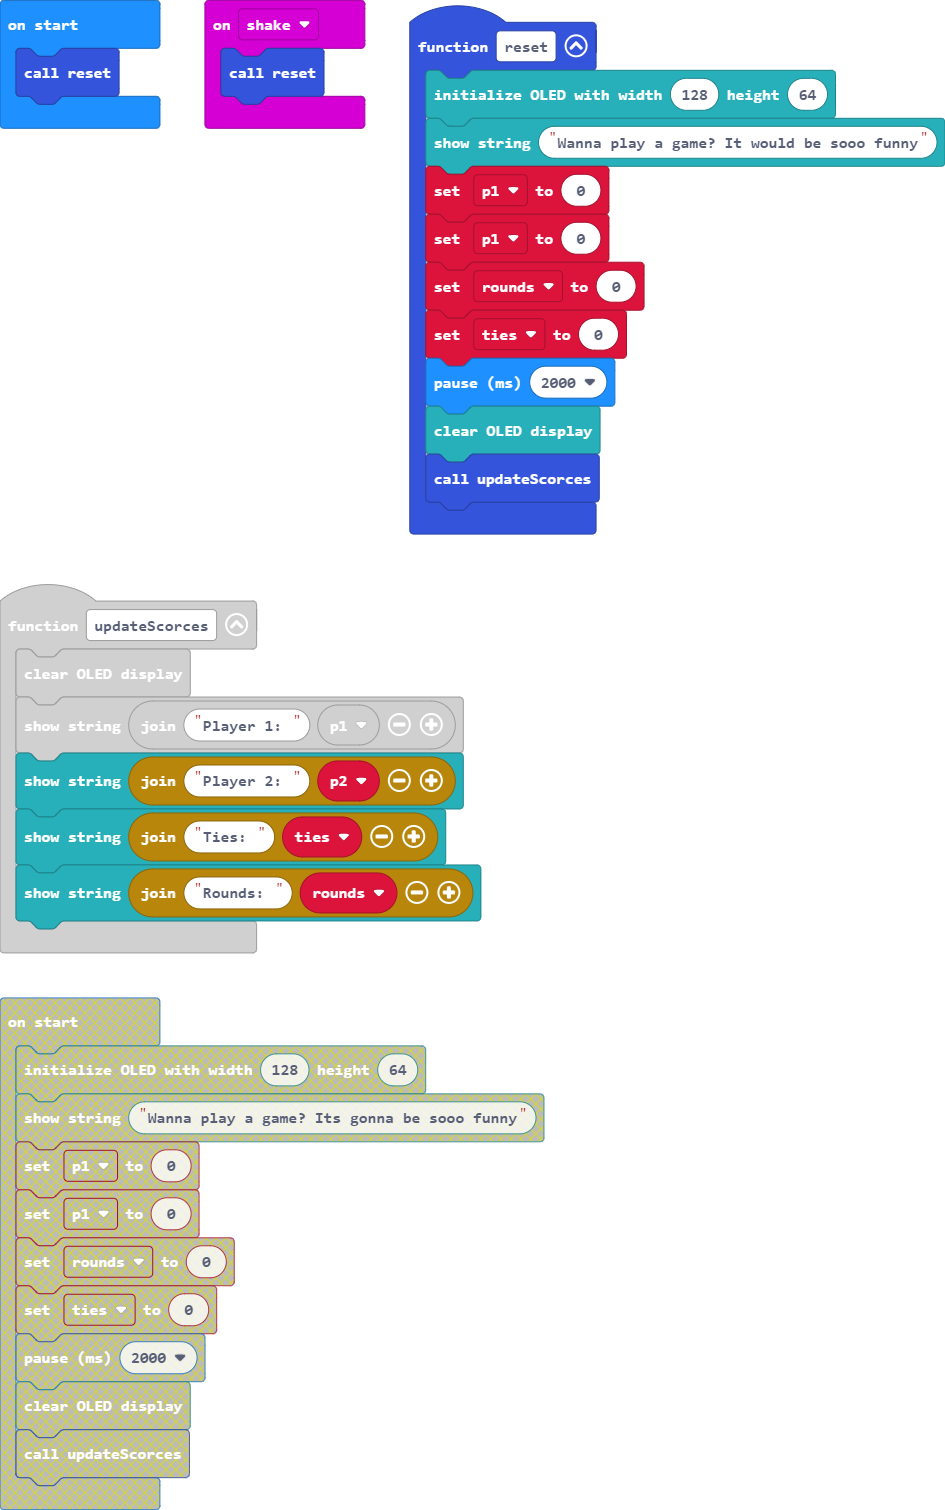 on start
call reset
on shake
call reset
function reset
initialize OLED with width 128 height 64
show string "Wanna play a game? It would be sooo funny"
set p1 to 0
set p1 to 0
set rounds to 0
set ties to 0
pause (ms) 2000
clear OLED display
call updateScorces
function updateScorces
clear OLED display
show string join "Player 1: " p1
show string join "Player 2: " p2
show string join "Ties: " ties
show string join "Rounds: " rounds
on start
initialize OLED with width 128 height 64
show string "Wanna play a game? Its gonna be sooo funny"
set p1 to 0
set p1 to 0
set rounds to 0
set ties to 0
pause (ms) 2000
clear OLED display
call updateScorces